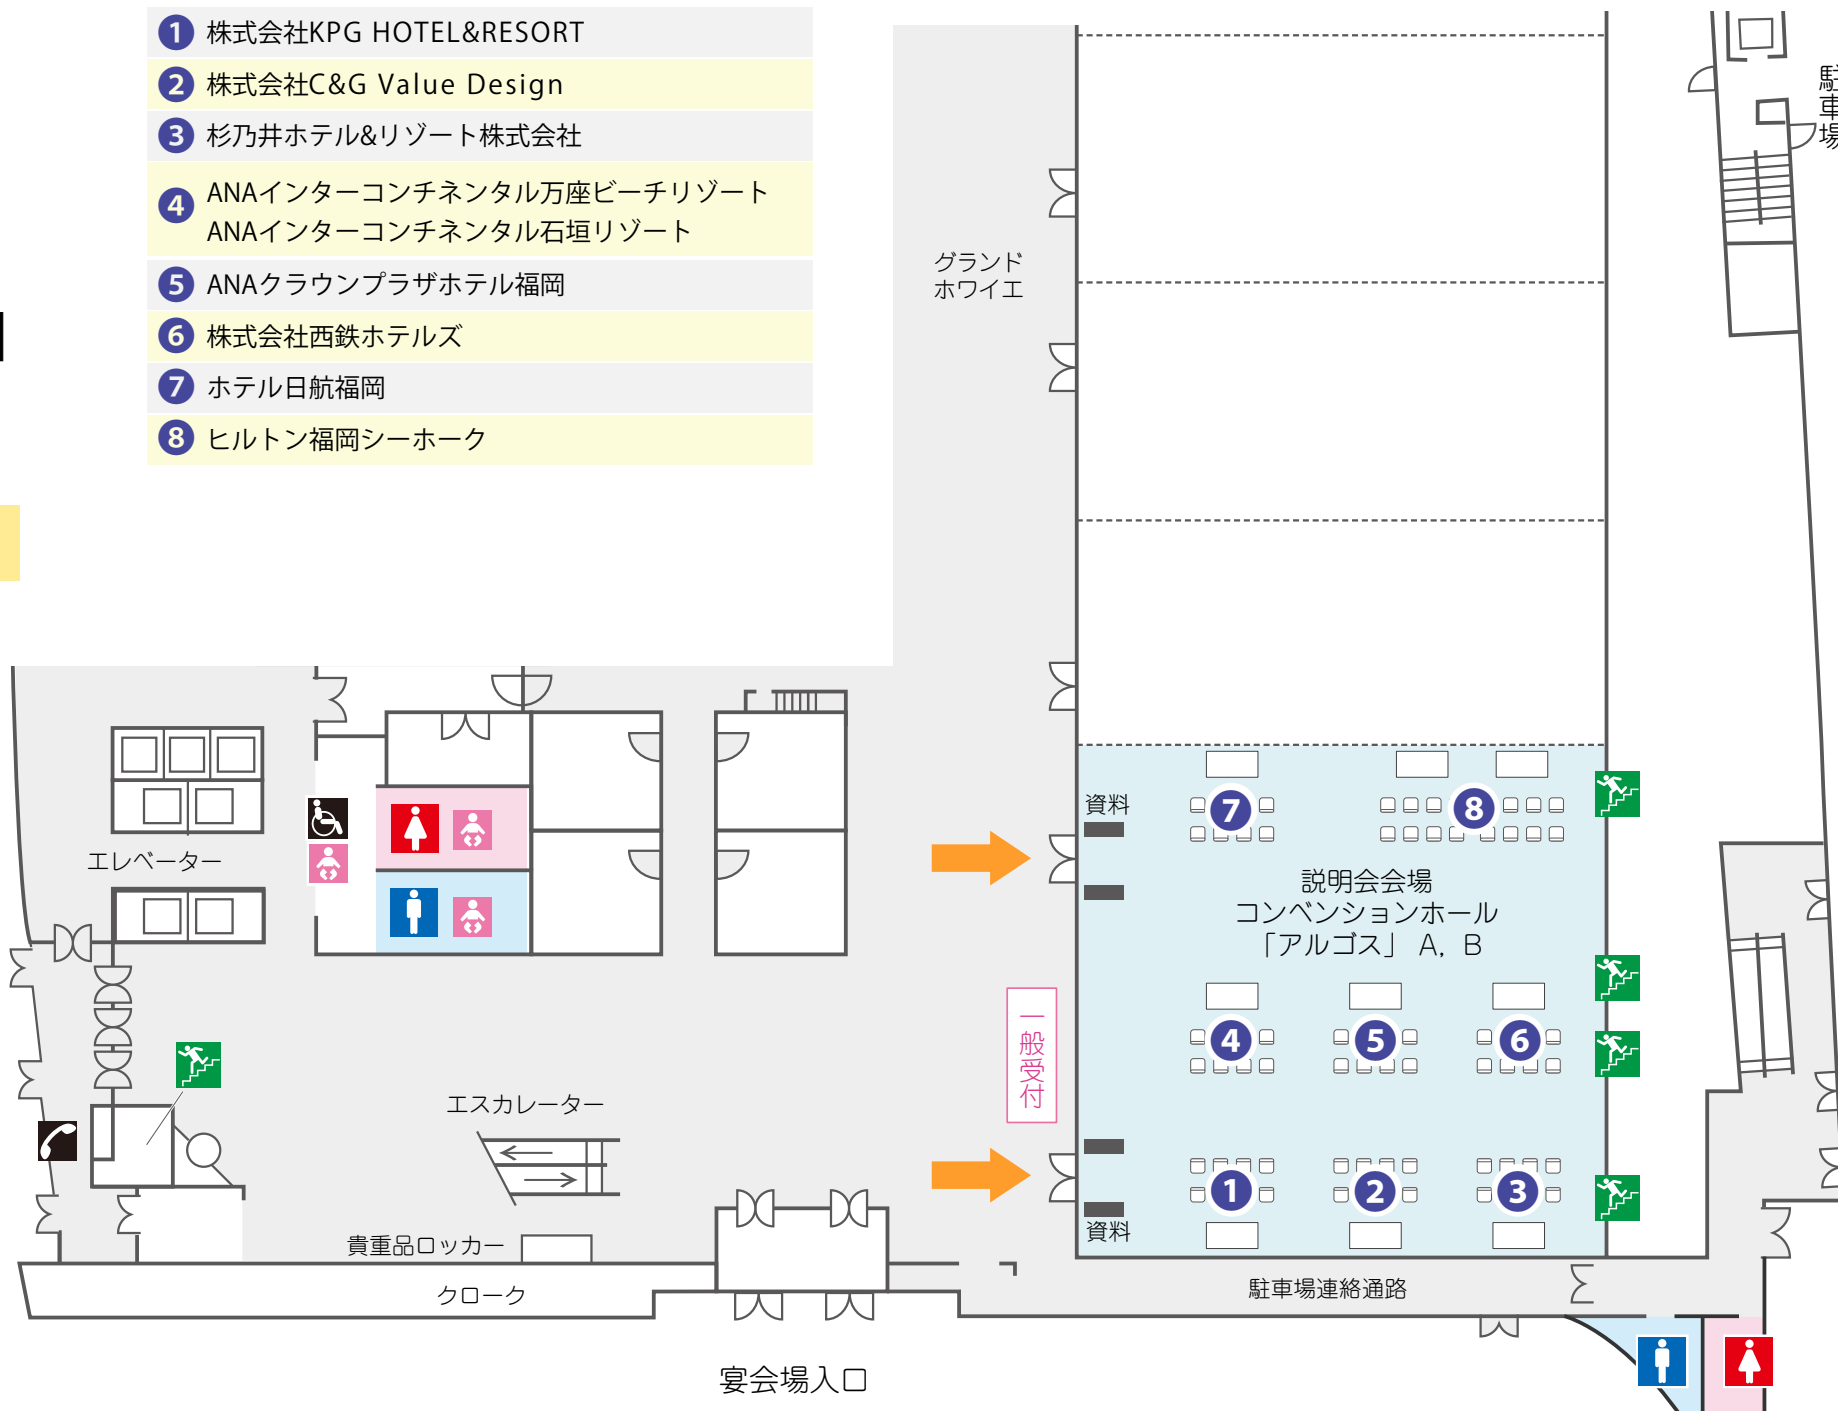 1 株式会社KPG HOTEL&RESORT
2 株式会社C&G Value Design
3 杉乃井ホテル&リゾート株式会社
4 ANAインターコンチネンタル万座ビーチリゾート
ANAインターコンチネンタル石垣リゾート
5 ANAクラウンプラザホテル福岡
6 株式会社西鉄ホテルズ
7 ホテル日航福岡
8 ヒルトン福岡シーホーク
駐車場
グランド
ホワイエ
資料
7
8
エレベーター
説明会会場
コンベンションホール
「アルゴス」 A, B
一般受付
4
5
6
エスカレーター
1
2
3
資料
貴重品ロッカー
クローク
駐車場連絡通路
宴会場入口